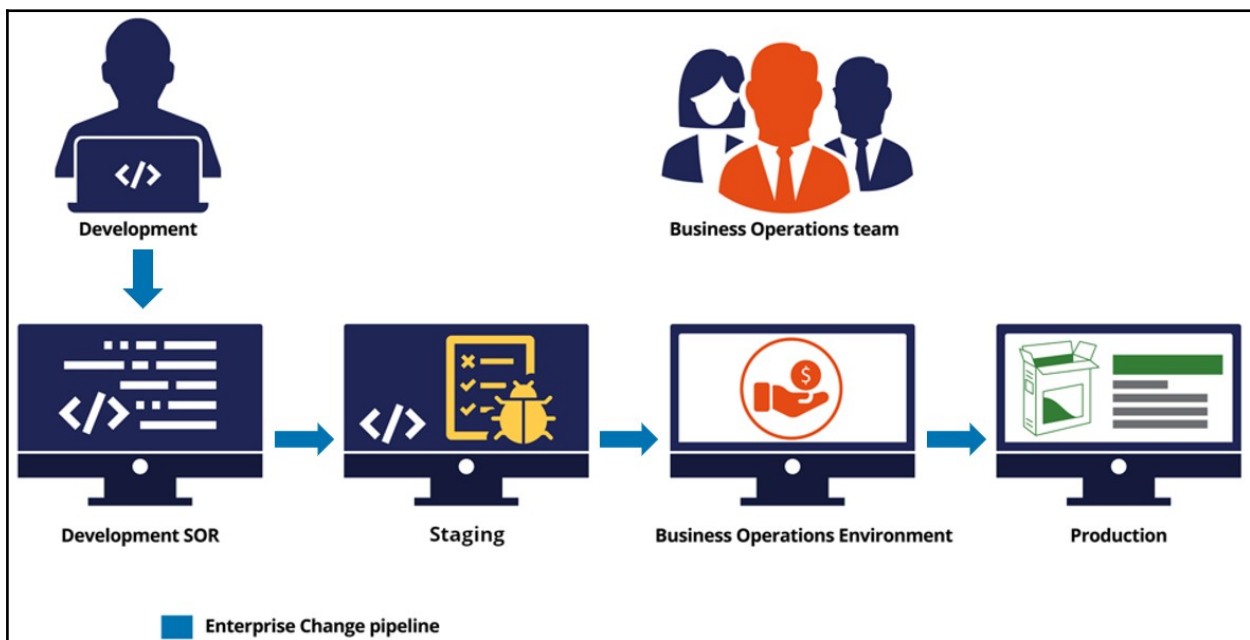 </>
Development
Business Operations team
</>
</>
$
Development SOR
Staging
Business Operations Environment
Production
Enterprise Change pipeline